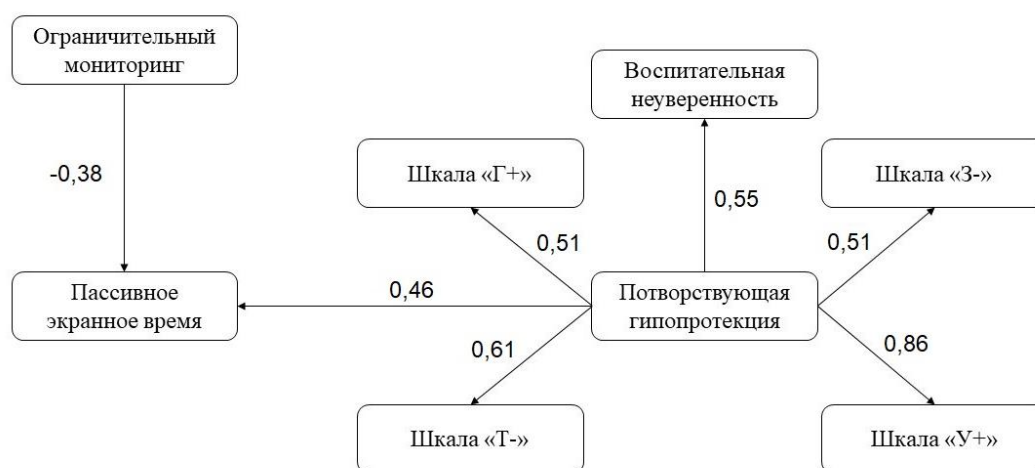 Ограничительный
мониторинг
Воспитательная
неуверенность
Шкала «Г+»
Шкала «З-»
-0,38
0,55
0,51
0,51
Пассивное
экранное время
0,46
Потворствующая
гипопротекция
0,61
0,86
Шкала «Т-»
Шкала «У+»